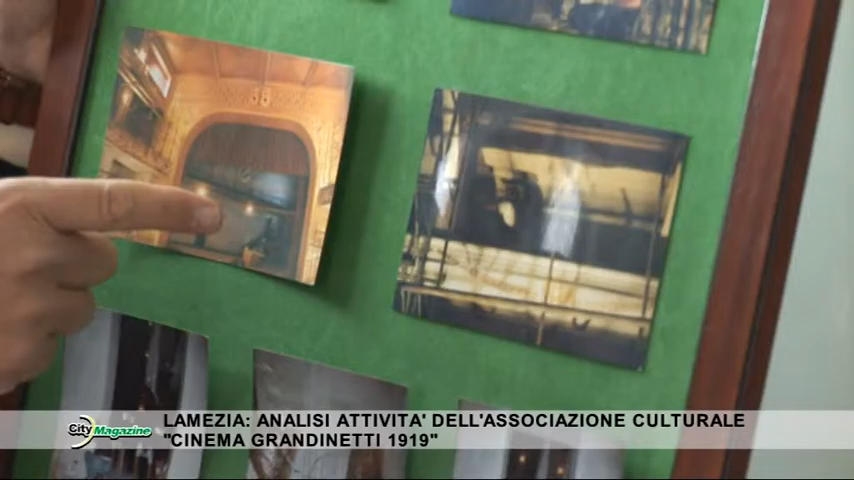 City Magazine
LAMEZIA: ANALISI ATTIVITA' DELL'ASSOCIAZIONE CULTURALE
"CINEMA GRANDINETTI 1919"